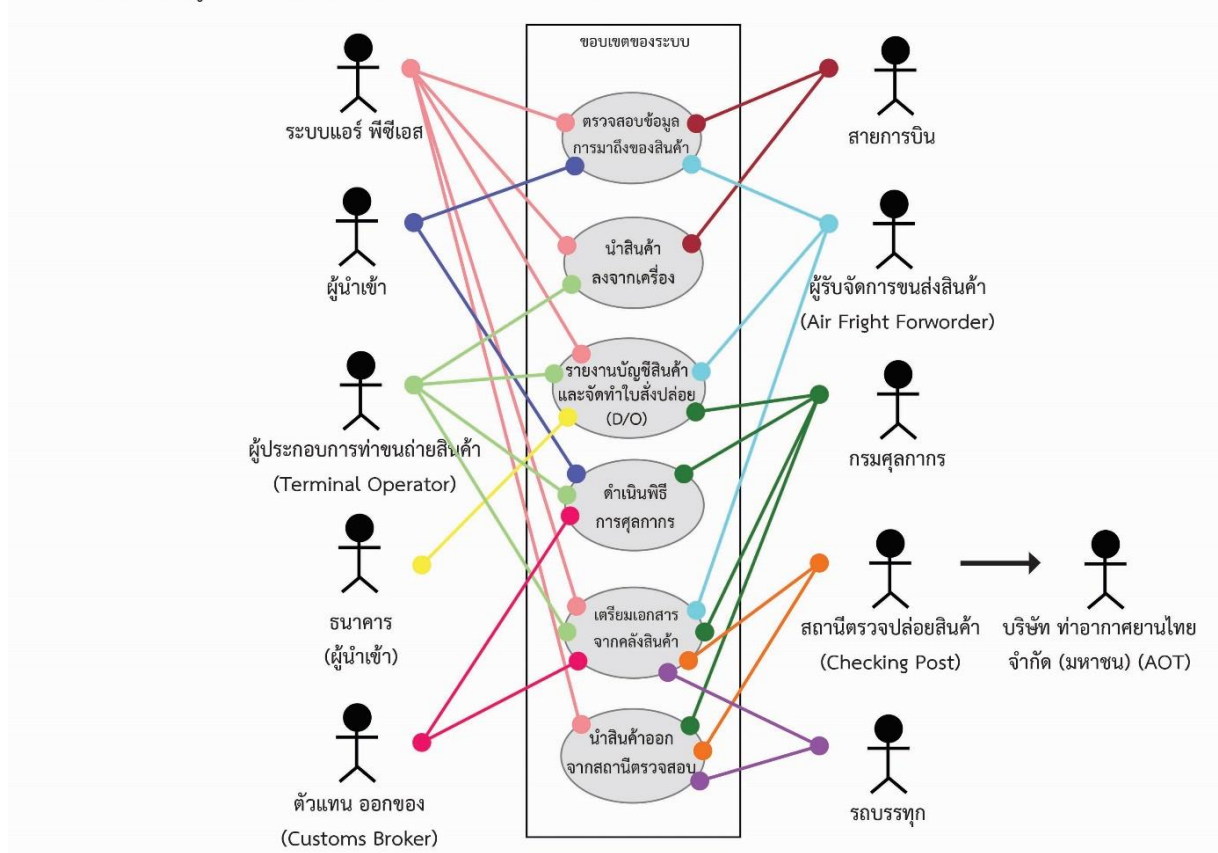 ขอบเขตของระบบ
ระบบแอร์ พีซีเอส
ผู้นำเข้า
ผู้ประกอบการท่าขนถ่ายสินค้า
(Terminal Operator)
ธนาคาร
(ผู้นำเข้า)
ตัวแทน ออกของ
(Customs Broker)
ตรวจสอบข้อมูล
การมาถึงของสินค้า
นำสินค้า
ลงจากเครื่อง
รายงานบัญชีสินค้า
และจัดทำใบสั่งปล่อย
(D/O)
ดำเนินพิธี
การศุลกากร
เตรียมเอกสาร
จากคลังสินค้า
นำสินค้าออก
จากสถานีตรวจสอบ
สายการบิน
ผู้รับจัดการขนส่งสินค้า
(Air Fright Forworder)
กรมศุลกากร
สถานีตรวจปล่อยสินค้า
(Checking Post)
บริษัท ท่าอากาศยานไทย
จำกัด (มหาชน) (AOT)
รถบรรทุก